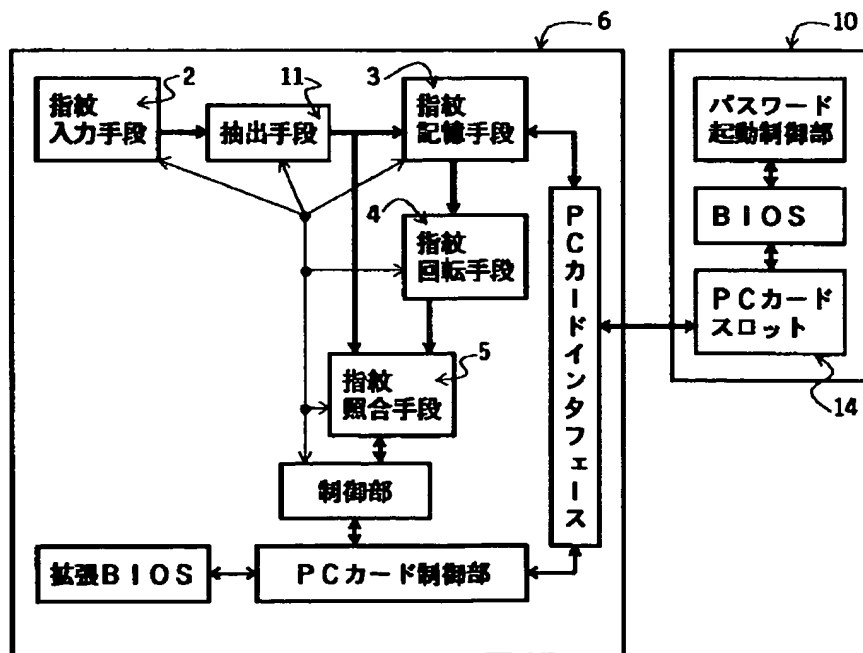 6
10
2
指紋
入力手段
11
抽出手段
3
指紋
記憶手段
4
指紋
回転手段
5
指紋
照合手段
制御部
拡張BIOS
PCカード制御部
PCカードインタフェース
パスワード
起動制御部
BIOS
PCカード
スロット
14